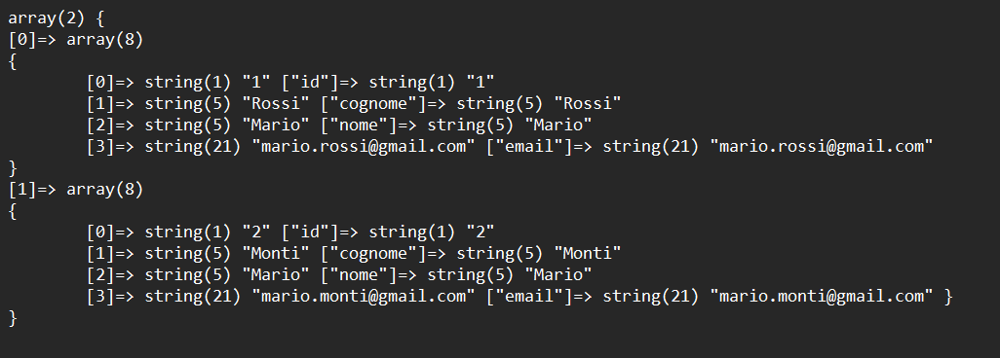 array(2) {
[0]=> array(8)
{
[0]=> string(1) "1" ["id"]=> string(1) "1"
[1]=> string(5) "Rossi" ["cognome"]=> string(5) "Rossi"
[2]=> string(5) "Mario" ["nome"]=> string(5) "Mario"
[3]=> string(21) "mario.rossi@gmail.com" ["email"]=> string(21) "mario.rossi@gmail.com"
}
[1]=> array(8)
{
[0]=> string(1) "2" ["id"]=> string(1) "2"
[1]=> string(5) "Monti" ["cognome"]=> string(5) "Monti"
[2]=> string(5) "Mario" ["nome"]=> string(5) "Mario"
[3]=> string(21) "mario.monti@gmail.com" ["email"]=> string(21) "mario.monti@gmail.com" }
}